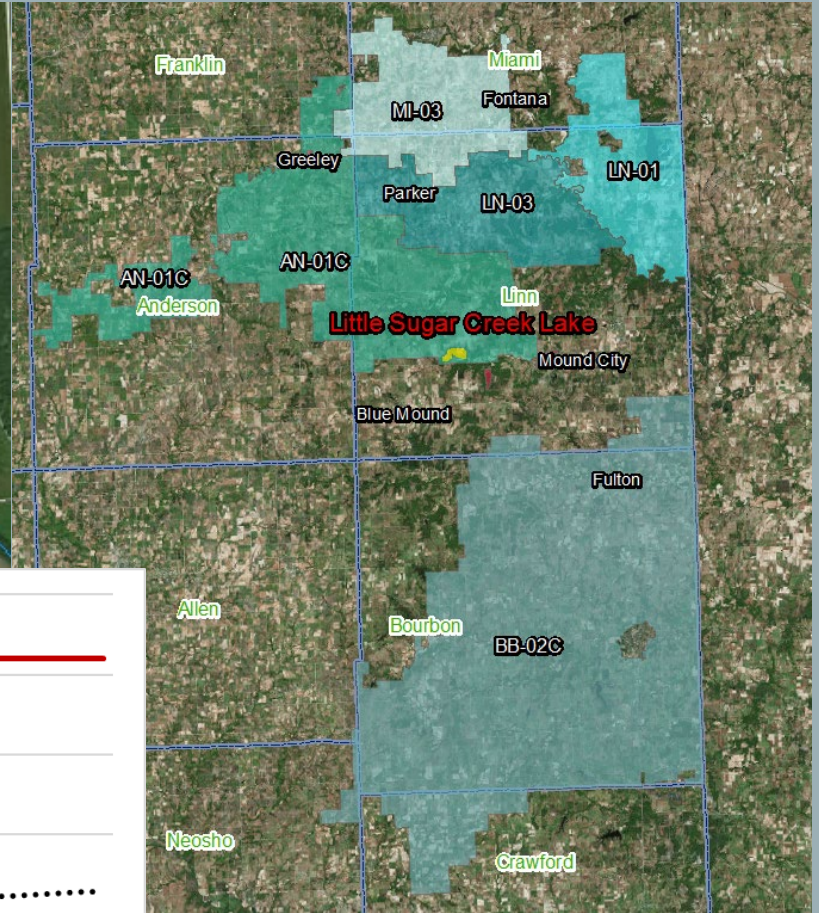 Franklin
Miami
Fontana
MI-03
Greeley
LN-01
Parker
LN-03
AN-01C
AN-01C
Anderson
Linn
Little Sugar Creek Lake
Mound City
Blue Mound
Fulton
Allen
Bourbon
BB-02C
Neosho
Crawford